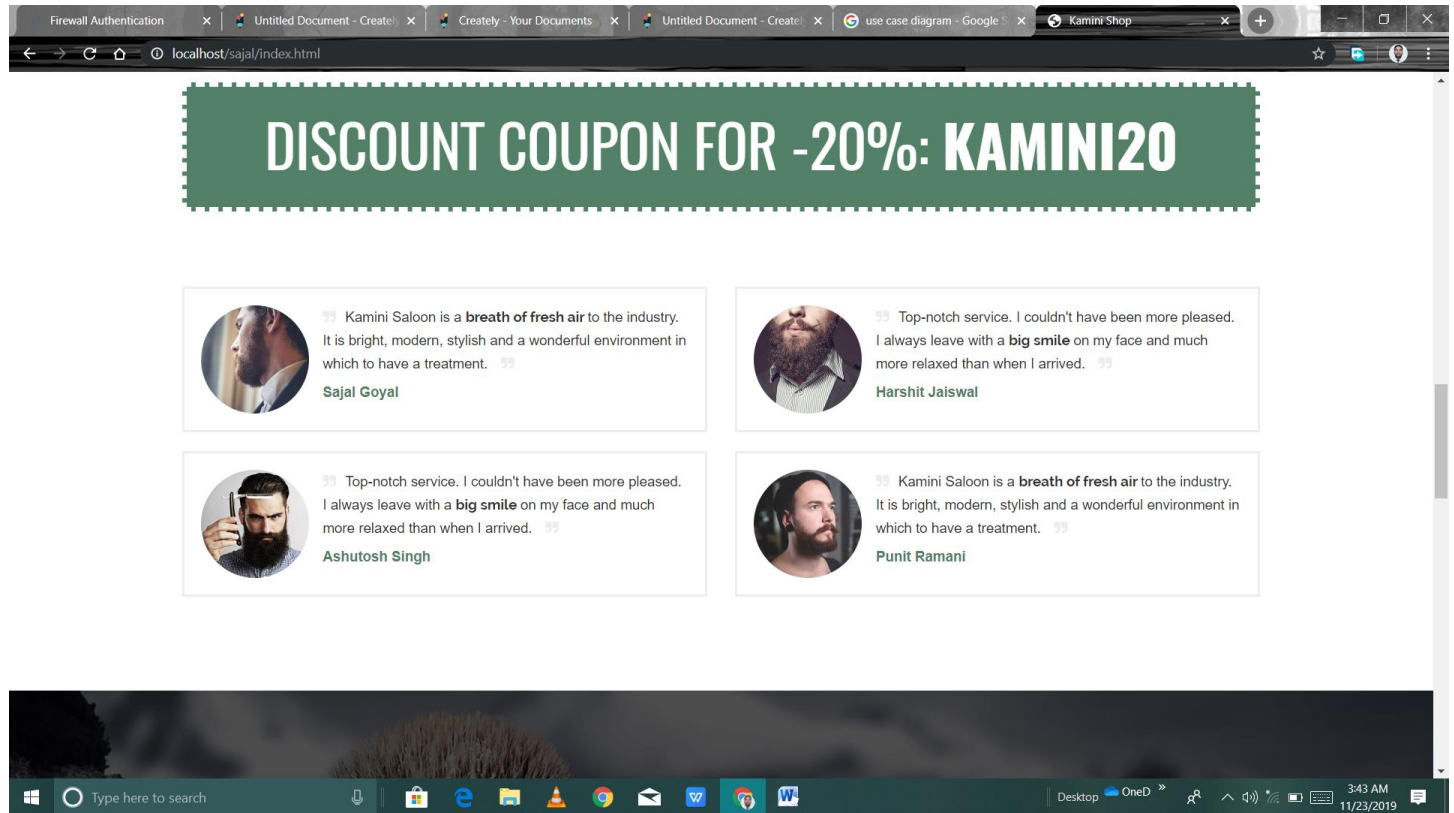 Firewall Authentication
Untitled Document - Createl
Creately - Your Documents
Untitled Document - Createl
use case diagram - Google S
Kamini Shop
localhost/sajal/index.html
DISCOUNT COUPON FOR -20%: KAMINI20
Kamini Saloon is a breath of fresh air to the industry.
It is bright, modern, stylish and a wonderful environment in
which to have a treatment.
Sajal Goyal
Top-notch service. I couldn't have been more pleased.
I always leave with a big smile on my face and much
more relaxed than when I arrived.
Harshit Jaiswal
Top-notch service. I couldn't have been more pleased.
I always leave with a big smile on my face and much
more relaxed than when I arrived.
Ashutosh Singh
Kamini Saloon is a breath of fresh air to the industry.
It is bright, modern, stylish and a wonderful environment in
which to have a treatment.
Punit Ramani
Type here to search
Desktop
OneD
3:43 AM
11/23/2019